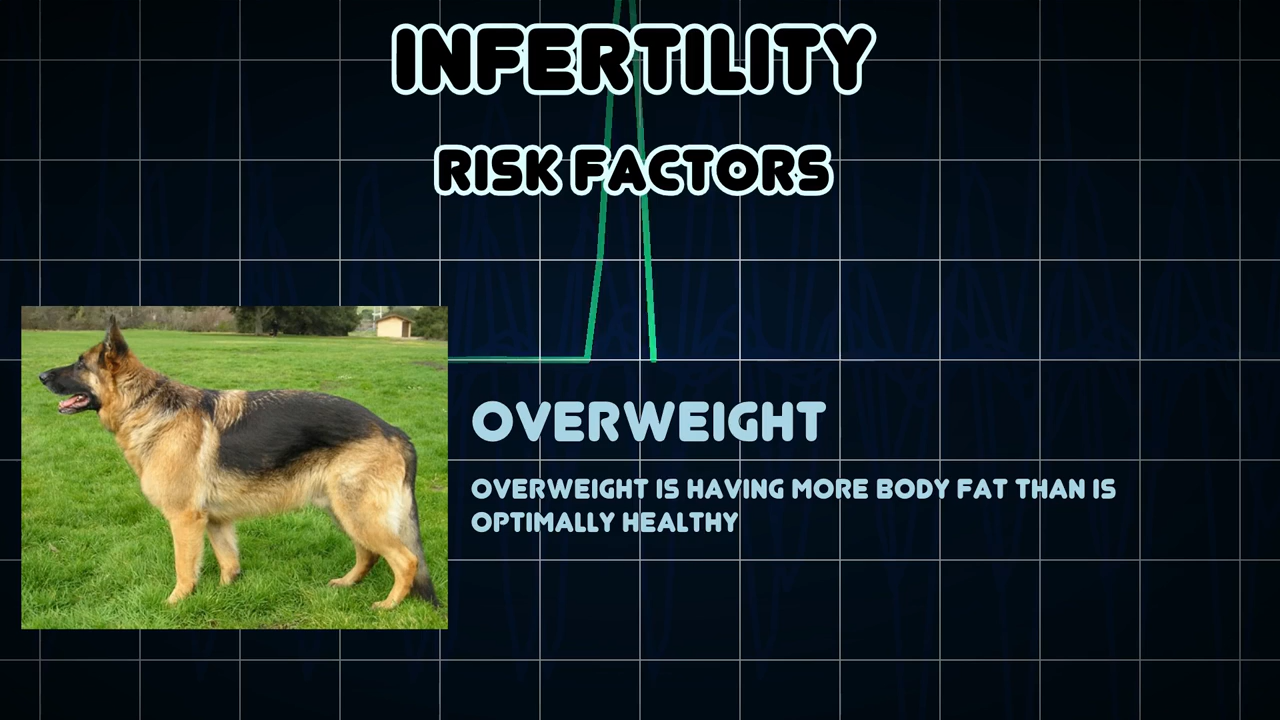 INFERTILITY
RISK FACTORS
OVERWEIGHT
OVERWEIGHT IS HAVING MORE BODY FAT THAN IS
OPTIMALLY HEALTHY